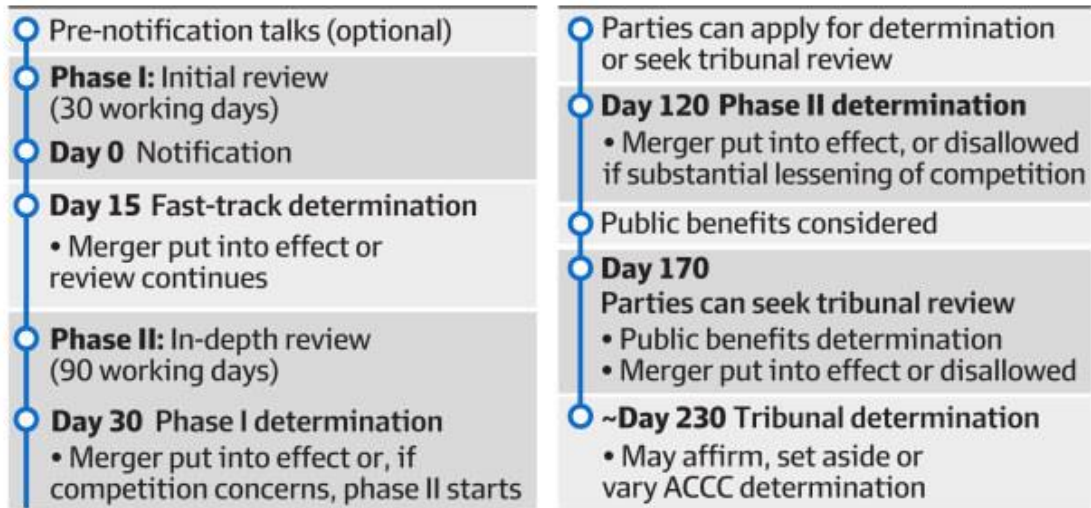 Pre-notification talks (optional)
Phase I: Initial review
(30 working days)
Day 0 Notification
Day 15 Fast-track determination
• Merger put into effect or
review continues
Phase II: In-depth review
(90 working days)
Day 30 Phase I determination
• Merger put into effect or, if
competition concerns, phase II starts
Parties can apply for determination
or seek tribunal review
Day 120 Phase II determination
• Merger put into effect, or disallowed
if substantial lessening of competition
Public benefits considered
Day 170
Parties can seek tribunal review
• Public benefits determination
• Merger put into effect or disallowed
~Day 230 Tribunal determination
• May affirm, set aside or
vary ACCC determination